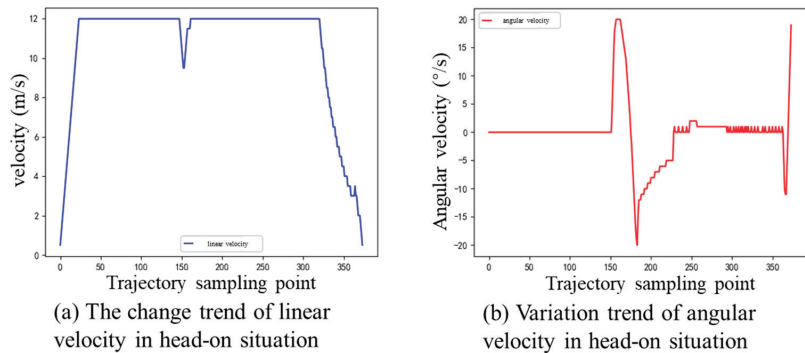 12
10
8
6
4
2
0
velocity (m/s)
linear velocity
0 50 100 150 200 250 300 350
Trajectory sampling point
(a) The change trend of linear
velocity in head-on situation
20
15
10
5
0
−5
−10
−15
−20
Angular velocity (°/s)
angular velocity
0 50 100 150 200 250 300 350
Trajectory sampling point
(b) Variation trend of angular
velocity in head-on situation